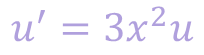 u′ = 3x²u